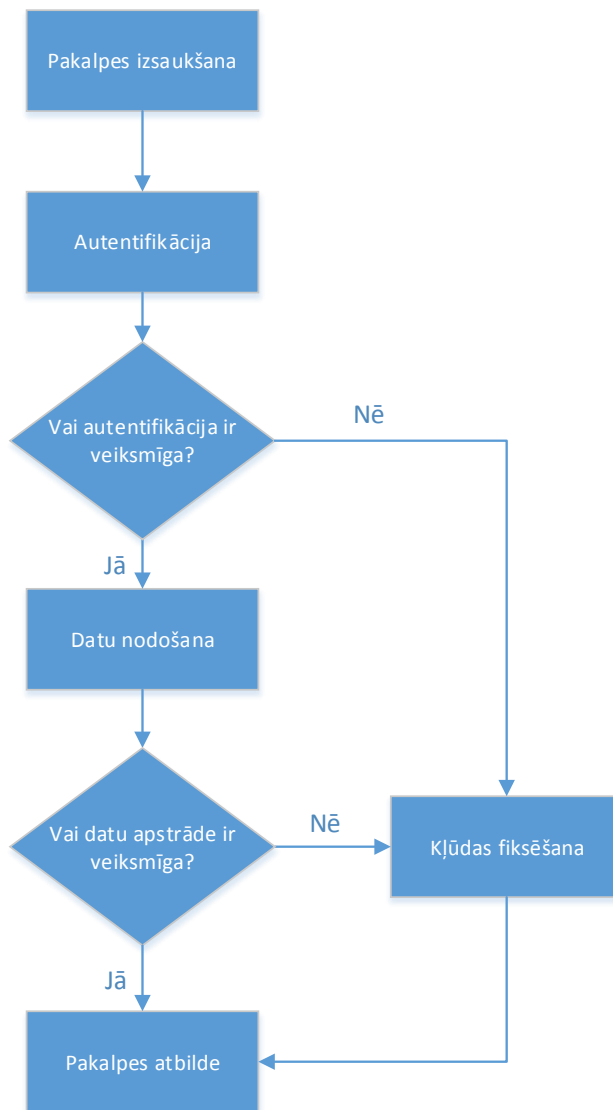 Pakalpes izsaukšana
Autentifikācija
Vai autentifikācija ir
veiksmīga?
Nē
Jā
Datu nodošana
Vai datu apstrāde ir
veiksmīga?
Nē
Kļūdas fiksēšana
Jā
Pakalpes atbilde